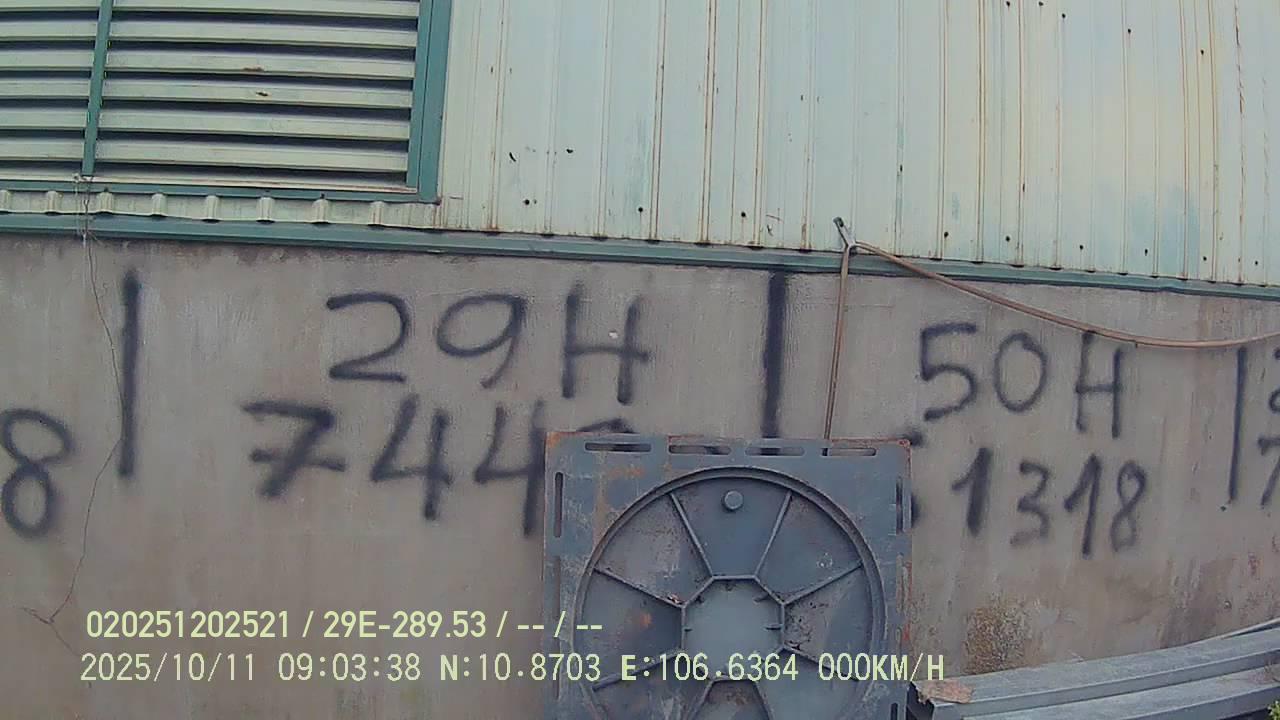 8
29H
744
50H
1318
020251202521 / 29E-289.53 / -- / --
2025/10/11 09:03:38 N:10.8703 E:106.6364 000KM/H